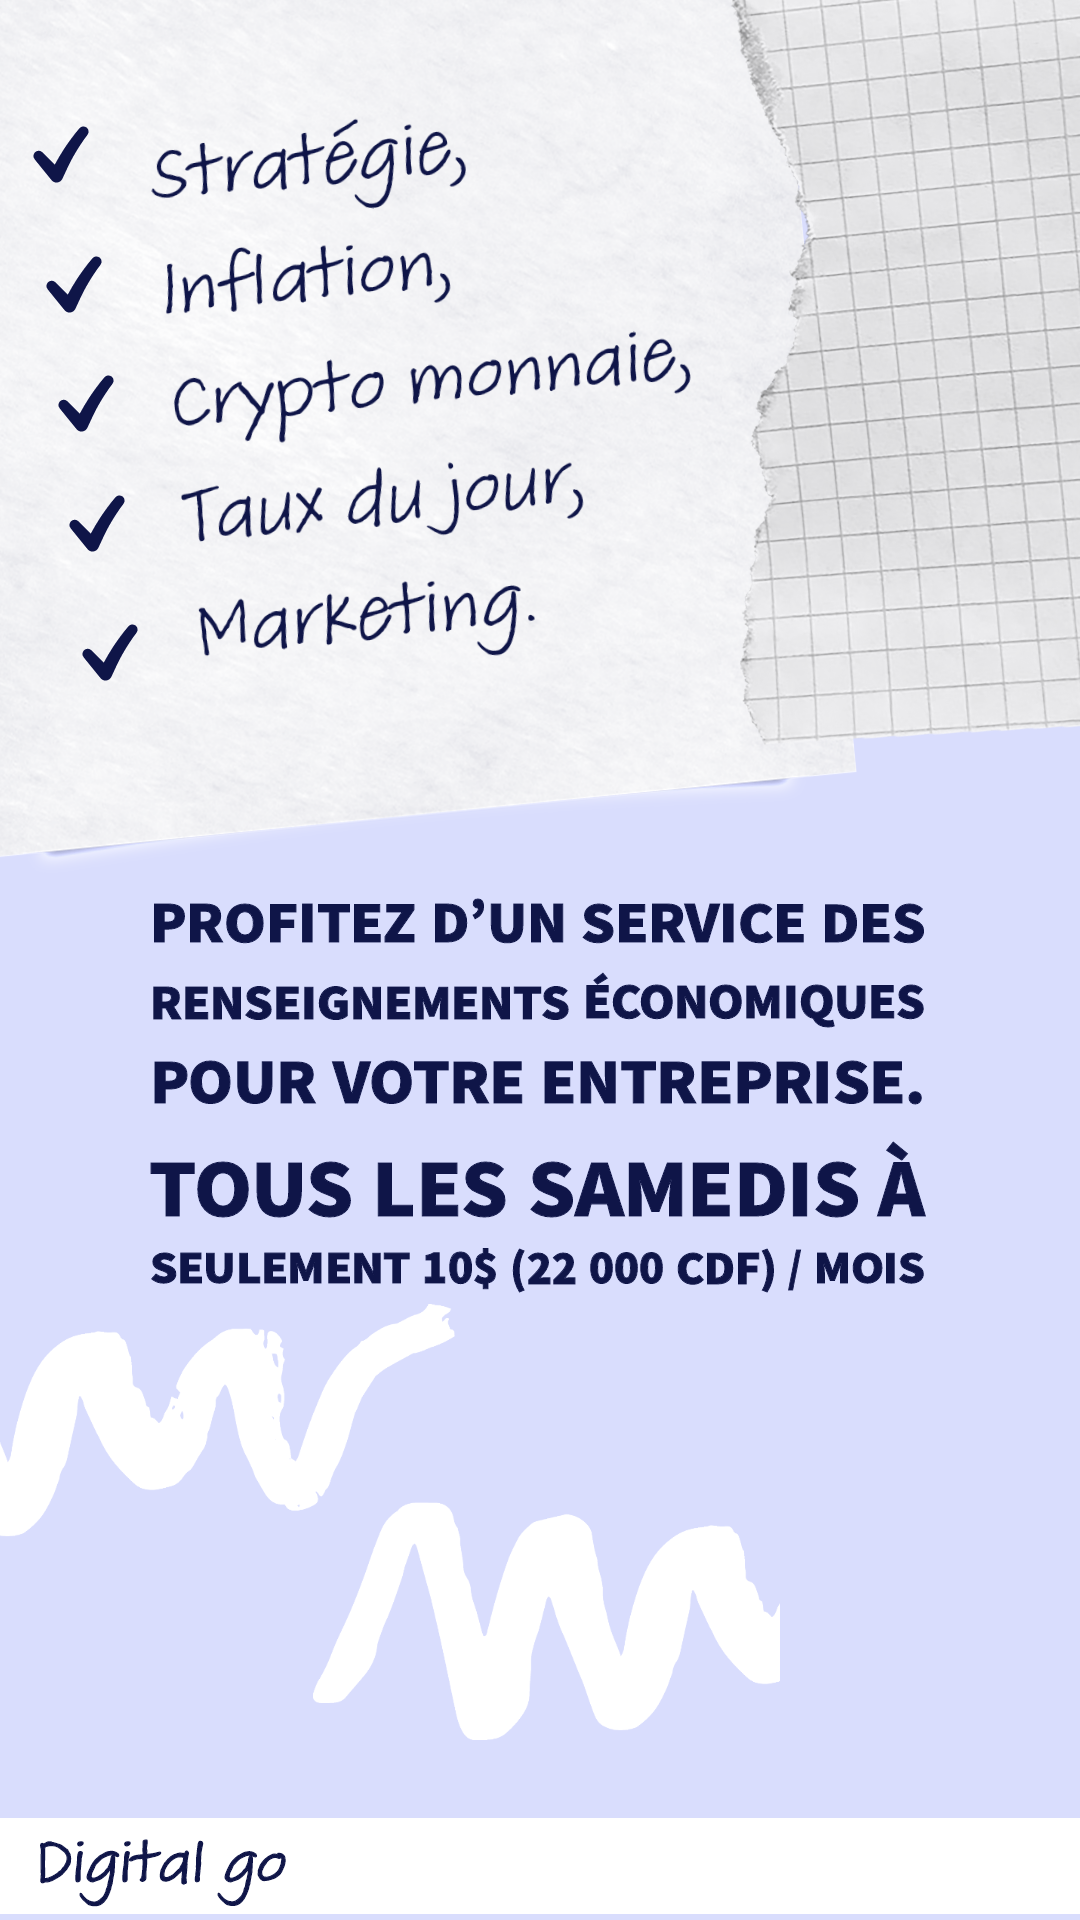 Stratégie,
Inflation,
Crypto monnaie,
Taux du jour,
Marketing.
PROFITEZ D’UN SERVICE DES
RENSEIGNEMENTS ÉCONOMIQUES
POUR VOTRE ENTREPRISE.
TOUS LES SAMEDIS À
SEULEMENT 10$ (22 000 CDF) / MOIS
Digital go